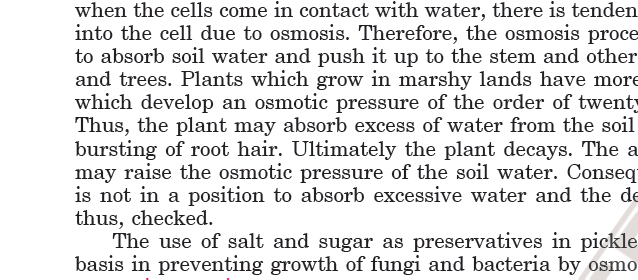 when the cells come in contact with water, there is tenden
into the cell due to osmosis. Therefore, the osmosis proce
to absorb soil water and push it up to the stem and other
and trees. Plants which grow in marshy lands have more
which develop an osmotic pressure of the order of twenty
Thus, the plant may absorb excess of water from the soil
bursting of root hair. Ultimately the plant decays. The a
may raise the osmotic pressure of the soil water. Conseq
is not in a position to absorb excessive water and the de
thus, checked.
The use of salt and sugar as preservatives in pickle
basis in preventing growth of fungi and bacteria by osmo